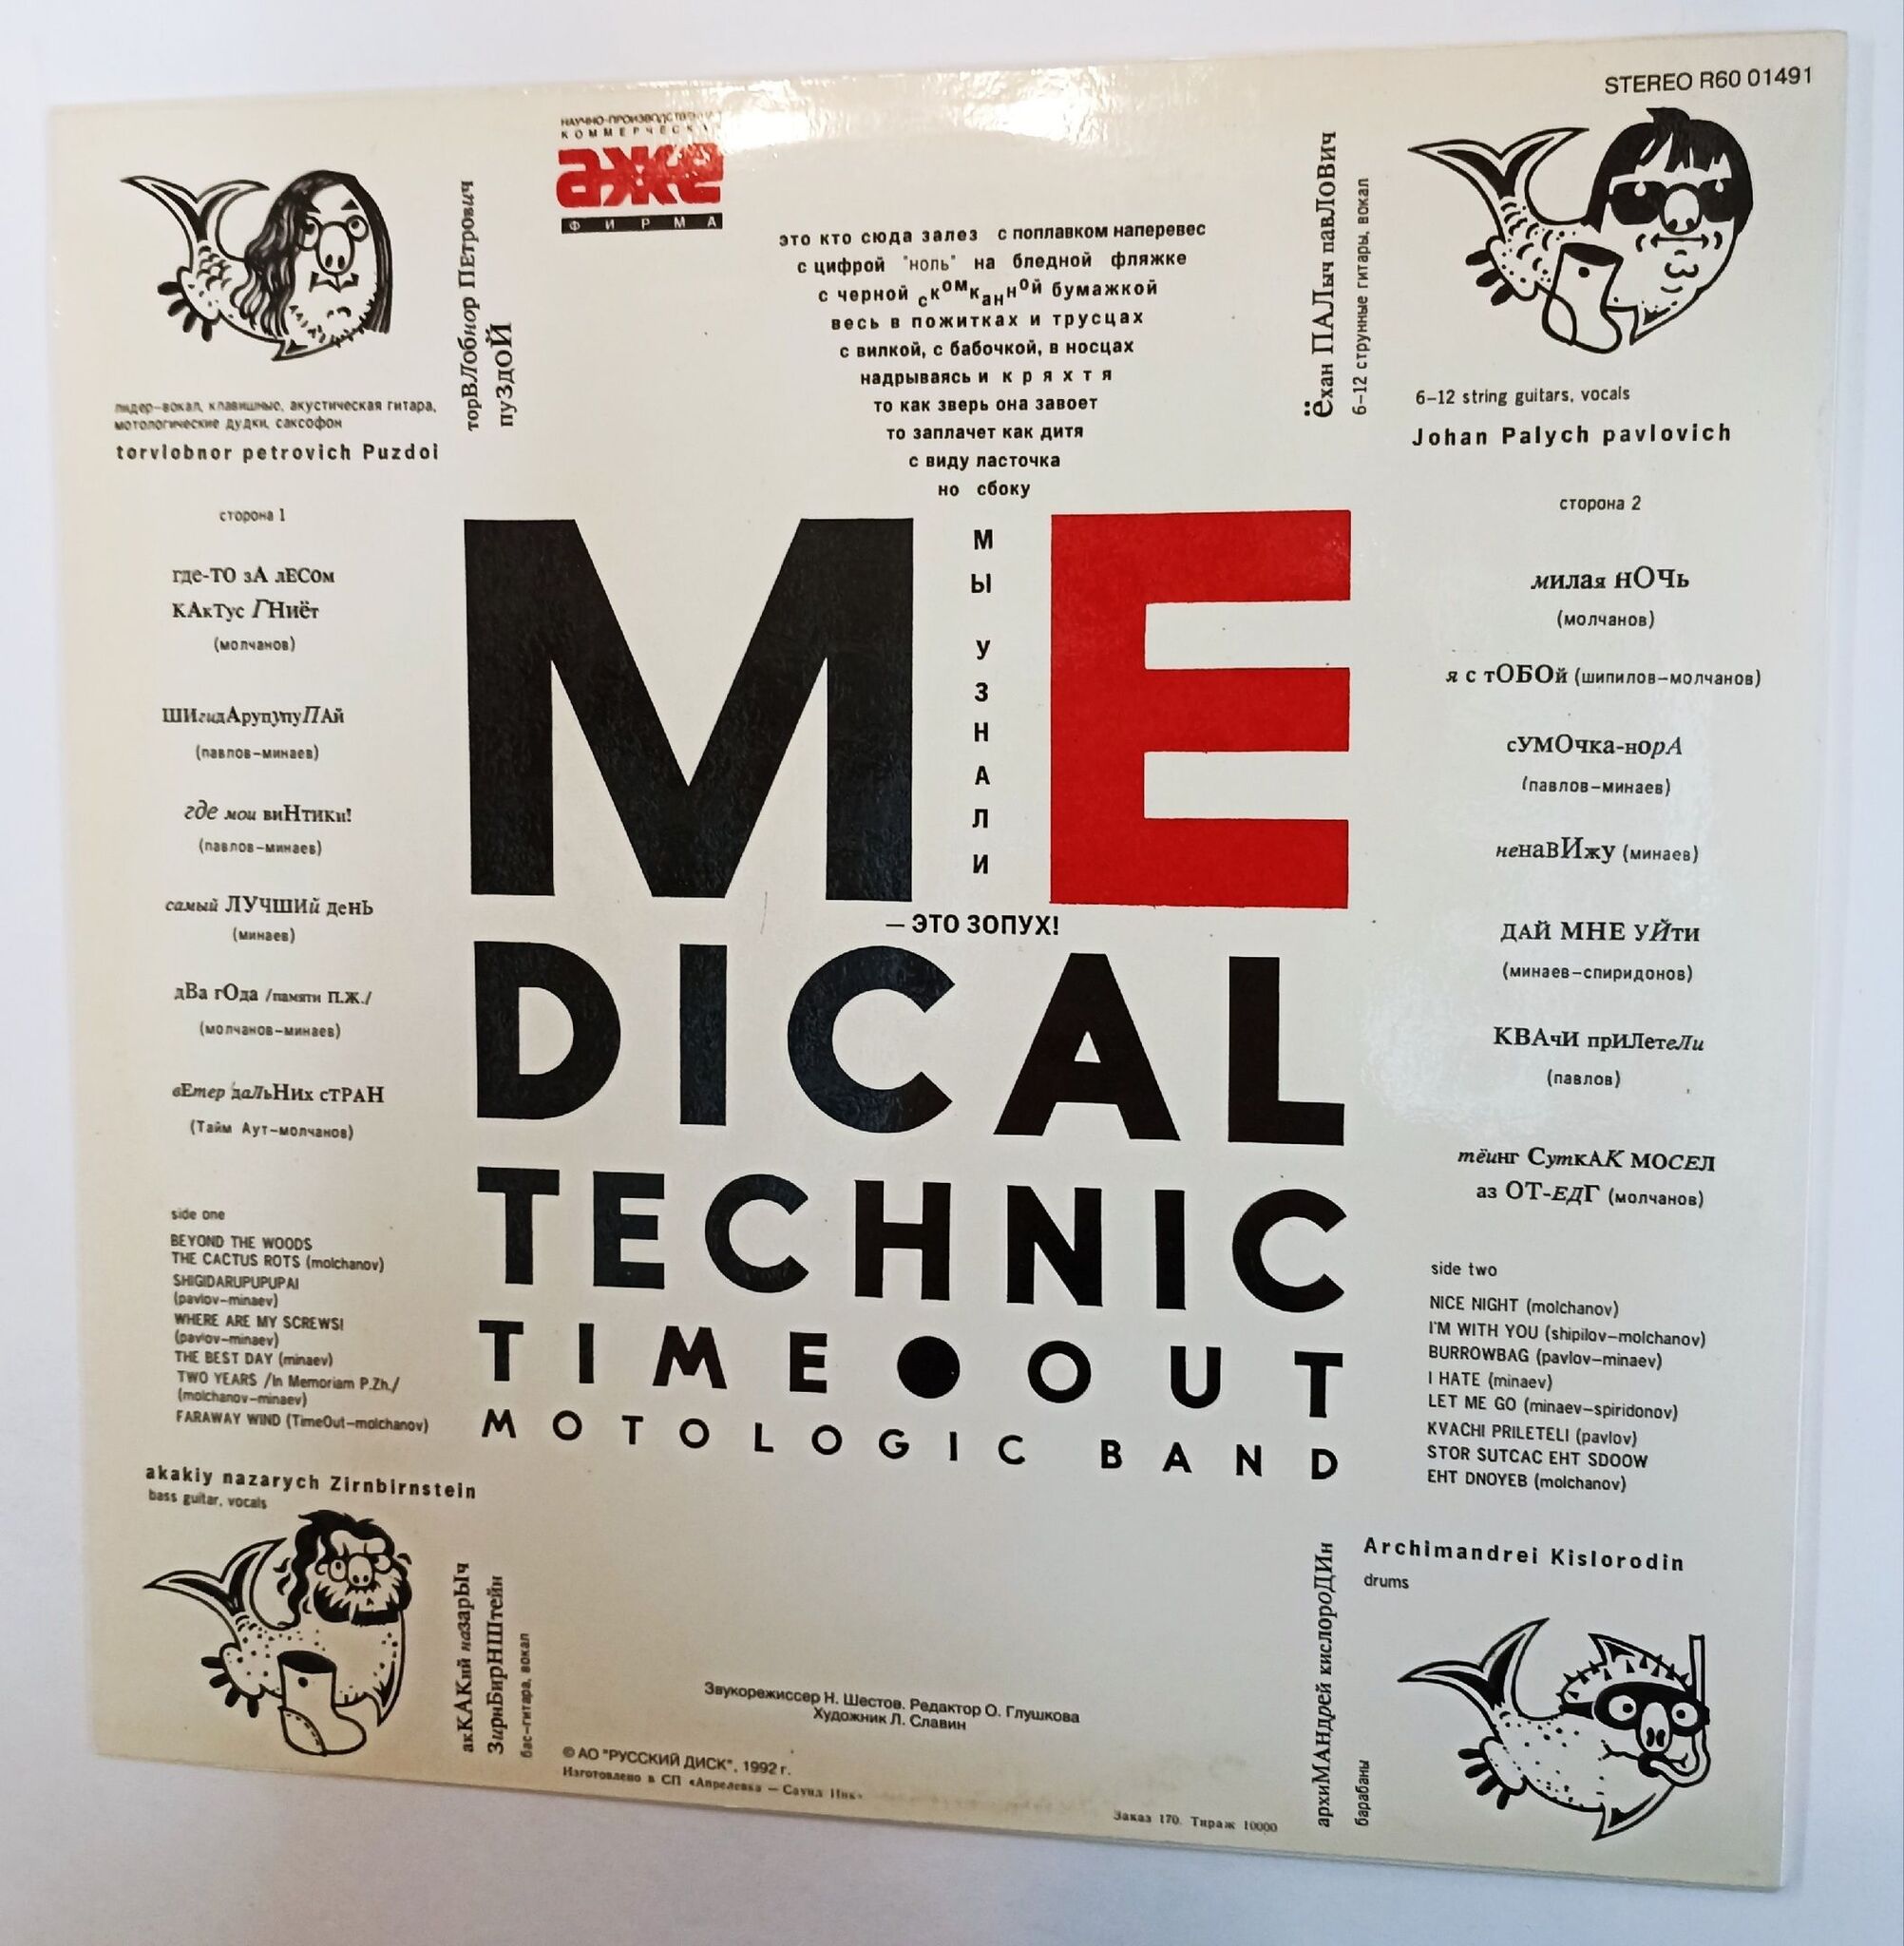 STEREO R60 01491
НАУЧНО-ПРОИЗВОДСТВЕННАЯ
КОММЕРЧЕСКАЯ
аже
ФИРМА
лидер-вокал, клавишные, акустическая гитара,
мотологические дудки, саксофон
torvlobnor petrovich Puzdoi
торВЛобнор ПЕтрович
пуЗдоЙ
это кто сюда залез с поплавком наперевес
с цифрой "ноль" на бледной фляжке
с черной скомканной бумажкой
весь в пожитках и трусцах
с вилкой, с бабочкой, в носцах
надрываясь и кряхтя
то как зверь она завоет
то заплачет как дитя
с виду ласточка
но сбоку
МЫ УЗНАЛИ
– ЭТО ЗОПУХ!
ёхан ПАЛыч павЛоВич
6–12 струнные гитары, вокал
6–12 string guitars, vocals
Johan Palych pavlovich
ME
DICAL
TECHNIC
TIME●OUT
MOTOLOGIC BAND
сторона 1
где-ТО зА лЕСом
КАкТус ГНиёт
(молчанов)
ШИгидАрупупуПАй
(павлов–минаев)
где мои виНтики!
(павлов–минаев)
самый ЛУЧШИй денЬ
(минаев)
дВа гОда /памяти П.Ж./
(молчанов–минаев)
вЕтер даЛьНих сТРАН
(Тайм Аут–молчанов)
side one
BEYOND THE WOODS
THE CACTUS ROTS (molchanov)
SHIGIDARUPUPUPAI
(pavlov–minaev)
WHERE ARE MY SCREWS!
(pavlov–minaev)
THE BEST DAY (minaev)
TWO YEARS /In Memoriam P.Zh./
(molchanov–minaev)
FARAWAY WIND (TimeOut–molchanov)
сторона 2
милая НОЧь
(молчанов)
я с тОБОй (шипилов–молчанов)
сУМОчка-норА
(павлов–минаев)
ненаВИжу (минаев)
ДАЙ МНЕ УЙти
(минаев–спиридонов)
КВАчИ прИЛетеЛи
(павлов)
тёинг СуткАК МОСЕЛ
аз ОТ-ЕДГ (молчанов)
side two
NICE NIGHT (molchanov)
I'M WITH YOU (shipilov–molchanov)
BURROWBAG (pavlov–minaev)
I HATE (minaev)
LET ME GO (minaev–spiridonov)
KVACHI PRILETELI (pavlov)
STOR SUTCAC EHT SDOOW
EHT DNOYEB (molchanov)
akakiy nazarych Zirnbirnstein
bass guitar, vocals
акКАКий назарЫч
ЗирнБирНШтейн
бас–гитара, вокал
Archimandrei Kislorodin
drums
архиМАНдрей кислороДИн
барабаны
Звукорежиссер Н. Шестов. Редактор О. Глушкова
Художник Л. Славин
© АО "РУССКИЙ ДИСК", 1992 г.
Изготовлено в СП «Апрелевка – Саунд Инк»
Заказ 170. Тираж 10000